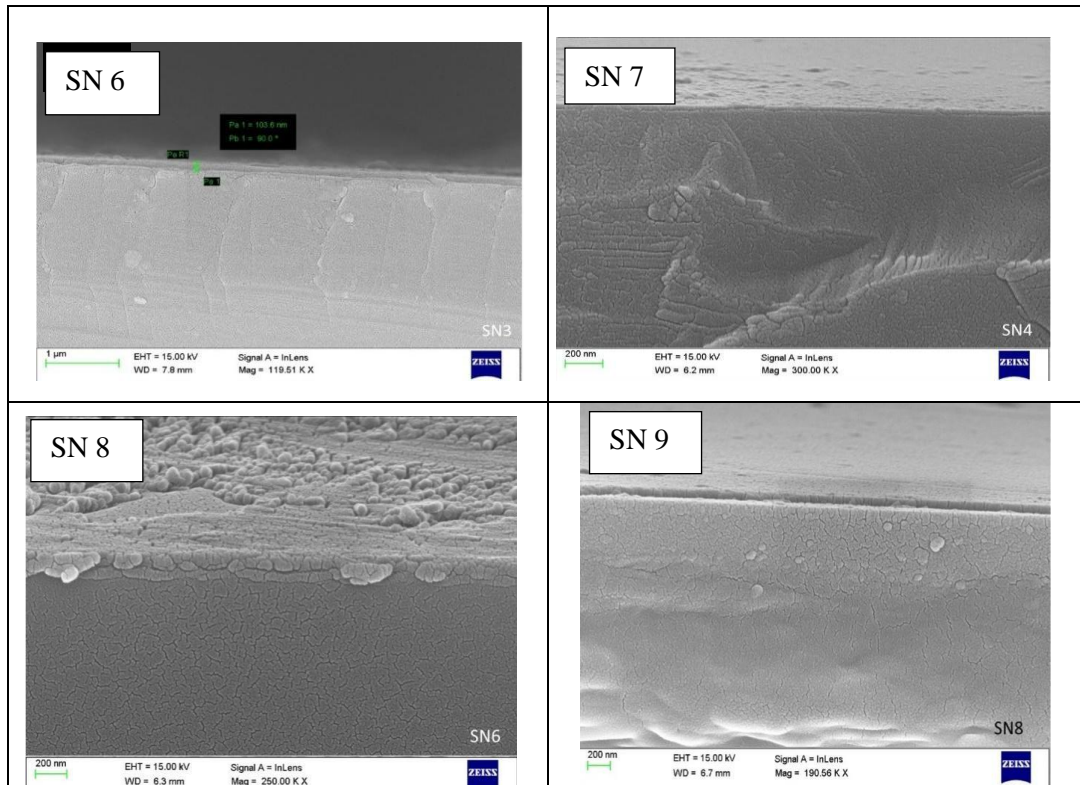 SN 6
Pa 1 = 103.6 nm
Pb 1 = 90.0 °
Pa R1
Pa 1
SN3
1 µm
EHT = 15.00 kV
Signal A = InLens
WD = 7.8 mm
Mag = 119.51 K X
ZEISS
SN 7
SN4
200 nm
EHT = 15.00 kV
Signal A = InLens
WD = 6.2 mm
Mag = 300.00 K X
ZEISS
SN 8
SN6
200 nm
EHT = 15.00 kV
Signal A = InLens
WD = 6.3 mm
Mag = 250.00 K X
ZEISS
SN 9
SN8
200 nm
EHT = 15.00 kV
Signal A = InLens
WD = 6.7 mm
Mag = 190.56 K X
ZEISS